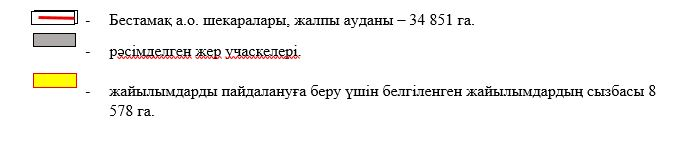 - Бестамақ а.о. шекаралары, жалпы ауданы – 34 851 га.
- рәсімделген жер учаскелері.
- жайылымдарды пайдалануға беру үшін белгіленген жайылымдардың сызбасы 8
578 га.